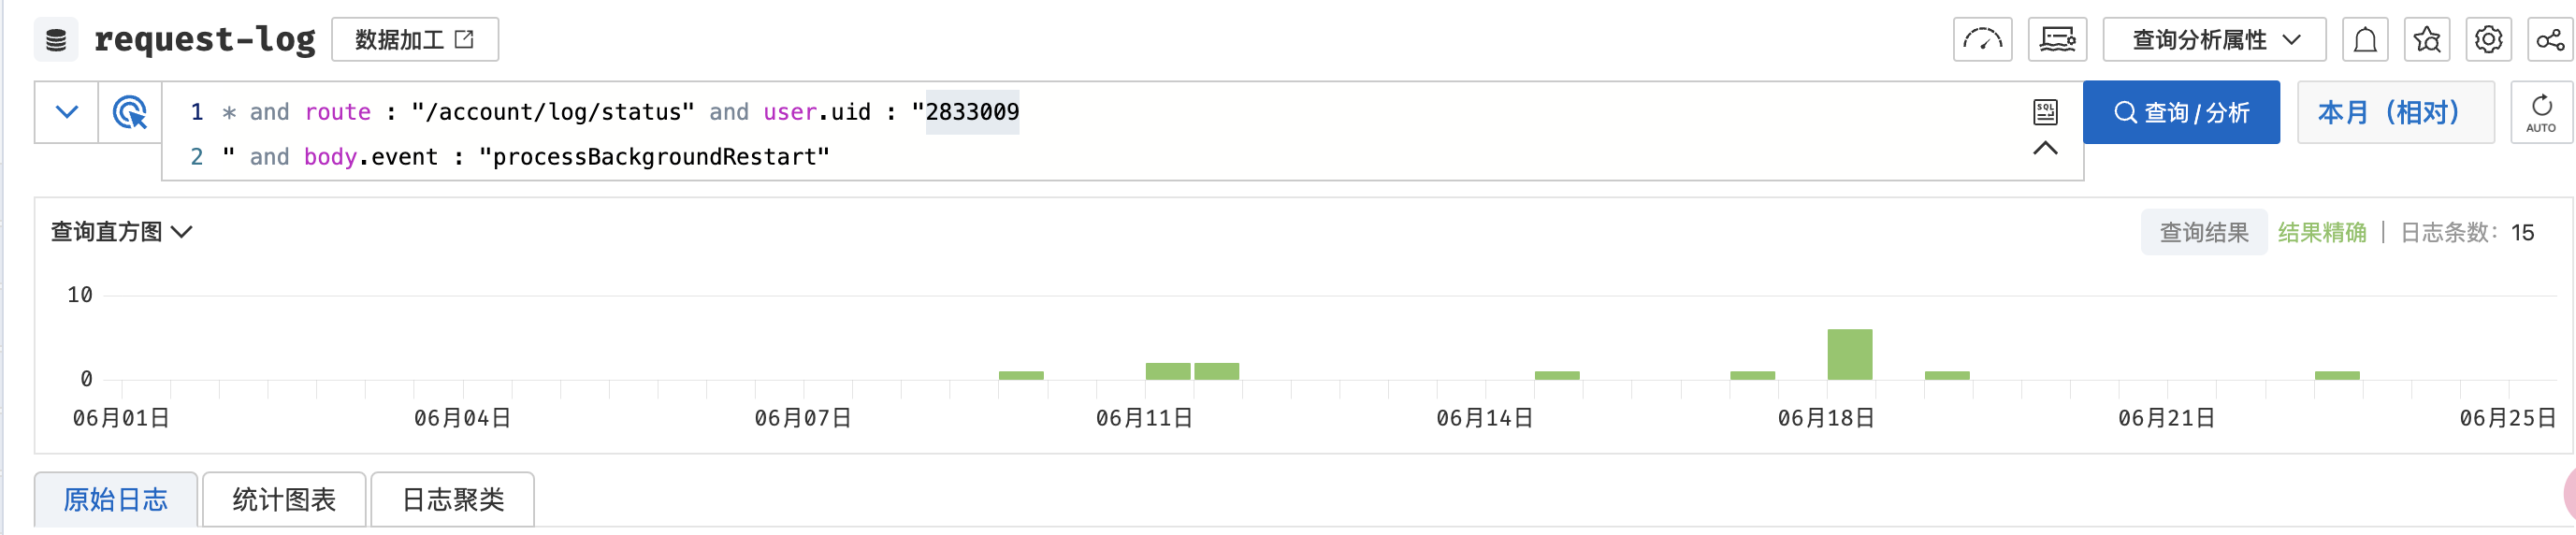 request-log 数据加工 查询分析属性
1 * and route : "/account/log/status" and user.uid : "2833009
2 " and body.event : "processBackgroundRestart"
SQL
查询 / 分析 本月（相对） AUTO
查询直方图 查询结果 结果精确 | 日志条数： 15
10
0
06月01日 06月04日 06月07日 06月11日 06月14日 06月18日 06月21日 06月25日
原始日志 统计图表 日志聚类